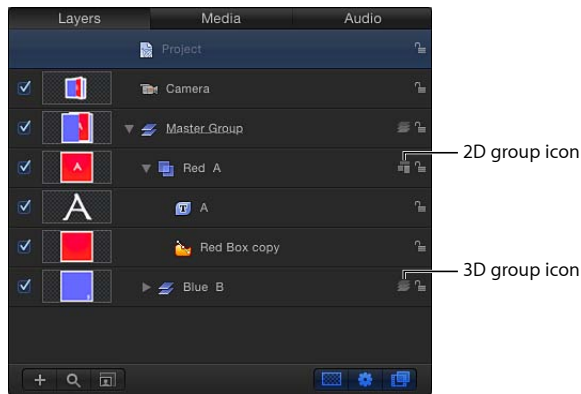 Layers Media Audio
Project
Camera
Master Group
2D group icon
Red A
A
Red Box copy
3D group icon
Blue B